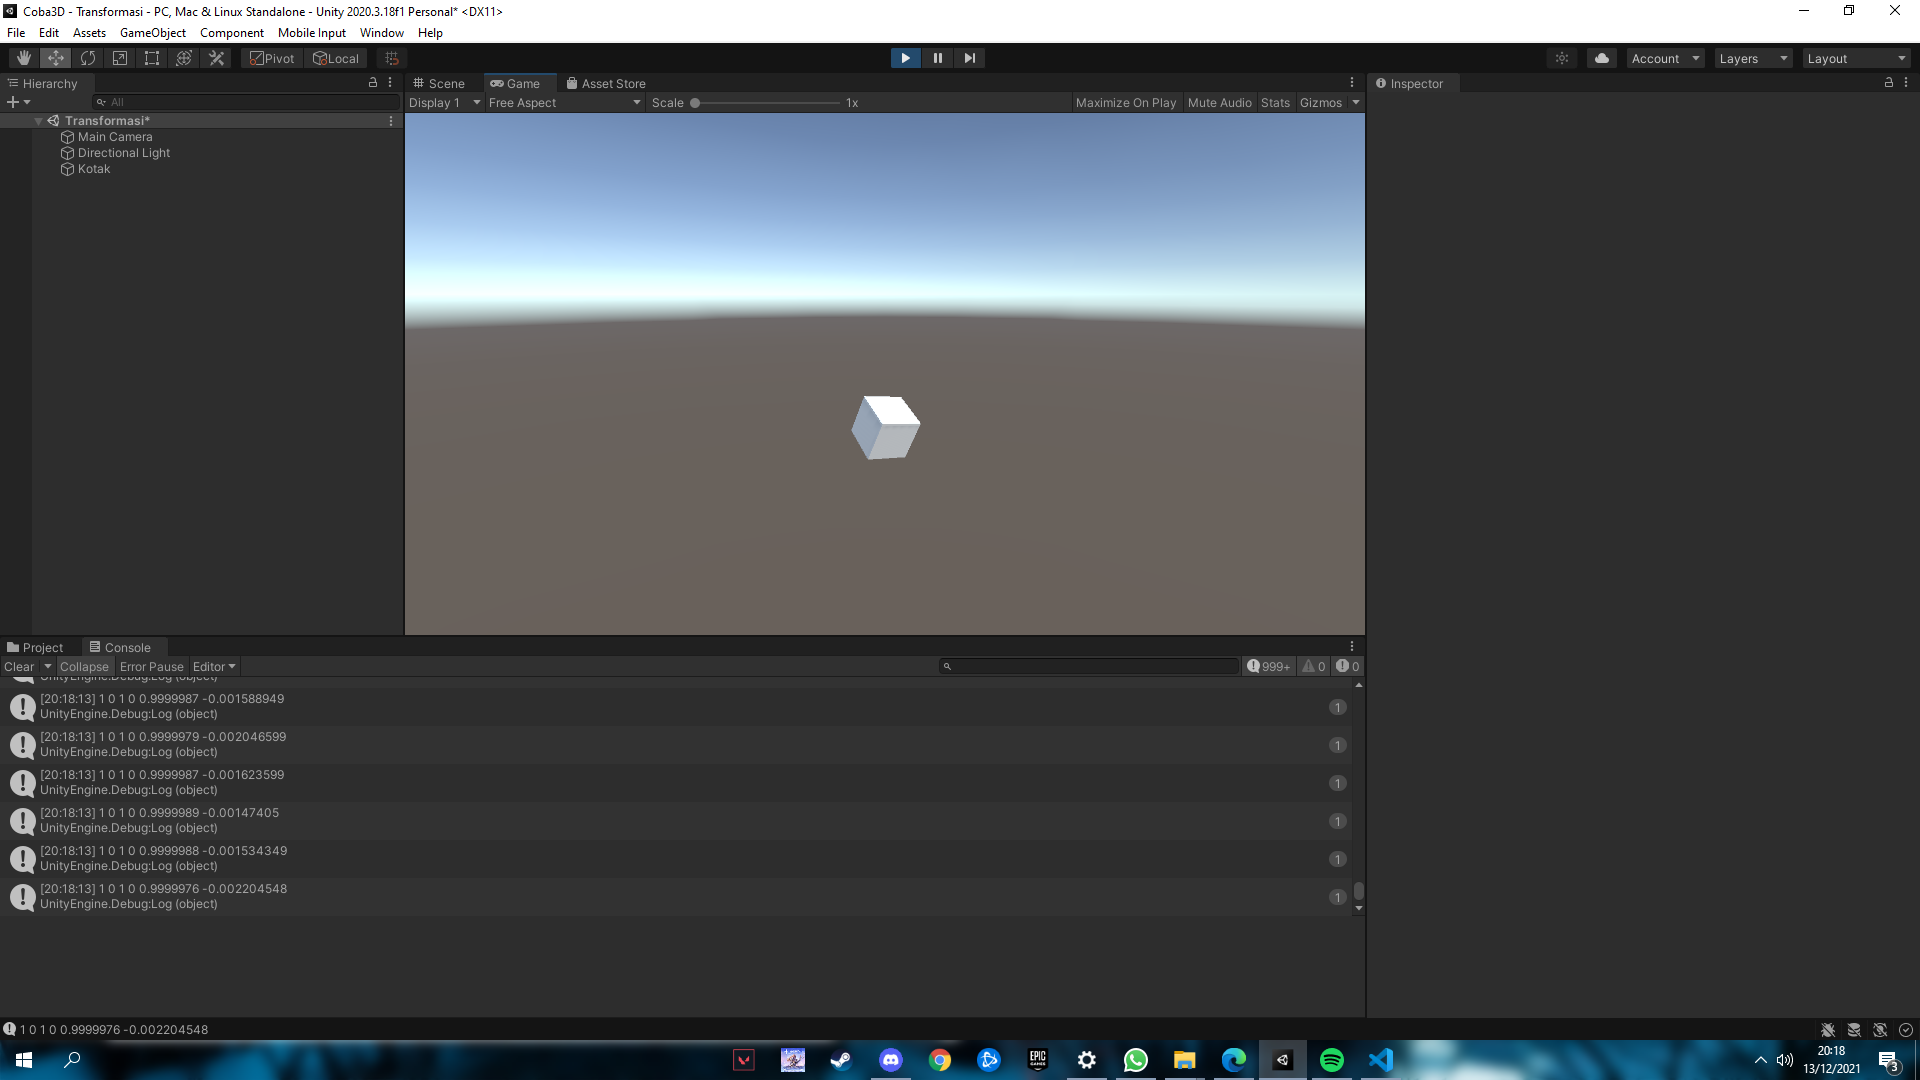 Coba3D - Transformasi - PC, Mac & Linux Standalone - Unity 2020.3.18f1 Personal* <DX11>
File Edit Assets GameObject Component Mobile Input Window Help
Pivot Local Account Layers Layout
Hierarchy Scene Game Asset Store Inspector
All Display 1 Free Aspect Scale 1x Maximize On Play Mute Audio Stats Gizmos
Transformasi*
Main Camera
Directional Light
Kotak
Project Console
Clear Collapse Error Pause Editor 999+ 0 0
UnityEngine.Debug:Log (object)
[20:18:13] 1 0 1 0 0.9999987 -0.001588949
UnityEngine.Debug:Log (object) 1
[20:18:13] 1 0 1 0 0.9999979 -0.002046599
UnityEngine.Debug:Log (object) 1
[20:18:13] 1 0 1 0 0.9999987 -0.001623599
UnityEngine.Debug:Log (object) 1
[20:18:13] 1 0 1 0 0.9999989 -0.00147405
UnityEngine.Debug:Log (object) 1
[20:18:13] 1 0 1 0 0.9999988 -0.001534349
UnityEngine.Debug:Log (object) 1
[20:18:13] 1 0 1 0 0.9999976 -0.002204548
UnityEngine.Debug:Log (object) 1
1 0 1 0 0.9999976 -0.002204548
EPIC GAMES
20:18
13/12/2021
3